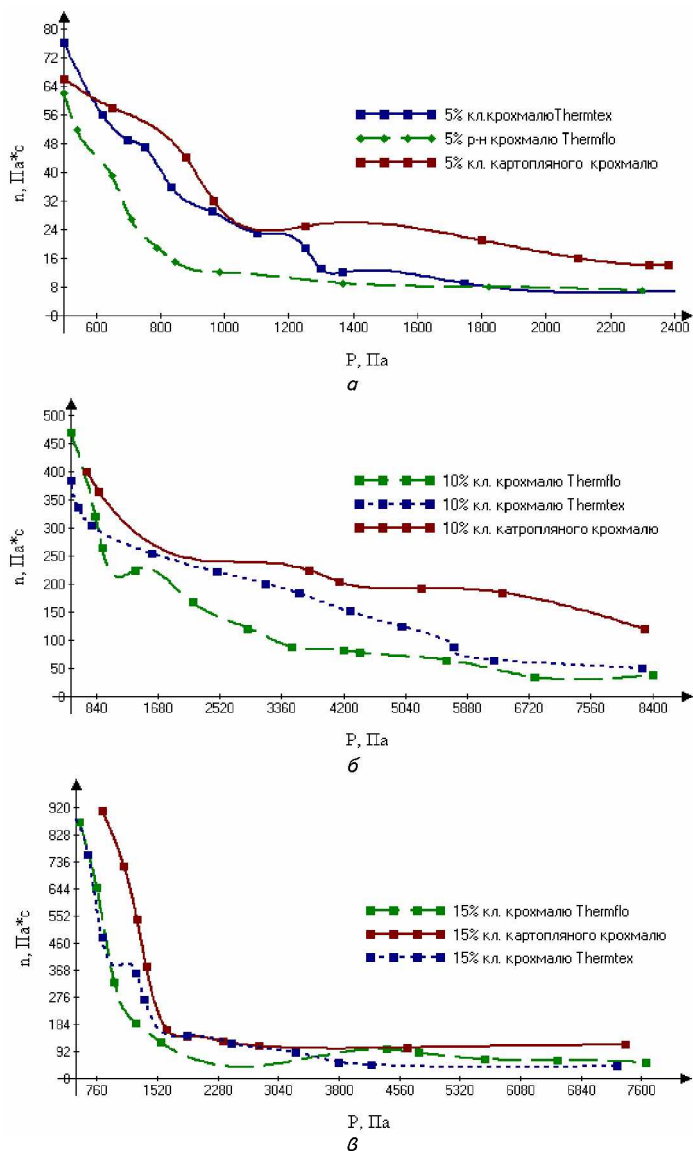 80
72
64
56
48
40
32
24
16
8
0
n, Па*с
5% кл.крохмалюThermtex
5% р-н крохмалю Thermflo
5% кл. картопляного крохмалю
600 800 1000 1200 1400 1600 1800 2000 2200 2400
P, Па
а
500
450
400
350
300
250
200
150
100
50
0
n, Па*с
10% кл. крохмалю Thermflo
10% кл. крохмалю Thermtex
10% кл. катропляного крохмалю
840 1680 2520 3360 4200 5040 5880 6720 7560 8400
P, Па
б
920
828
736
644
552
460
368
276
184
92
0
n, Па*с
15% кл. крохмалю Thermflo
15% кл. картопляного крохмалю
15% кл. крохмалю Thermtex
760 1520 2280 3040 3800 4560 5320 6080 6840 7600
P, Па
в